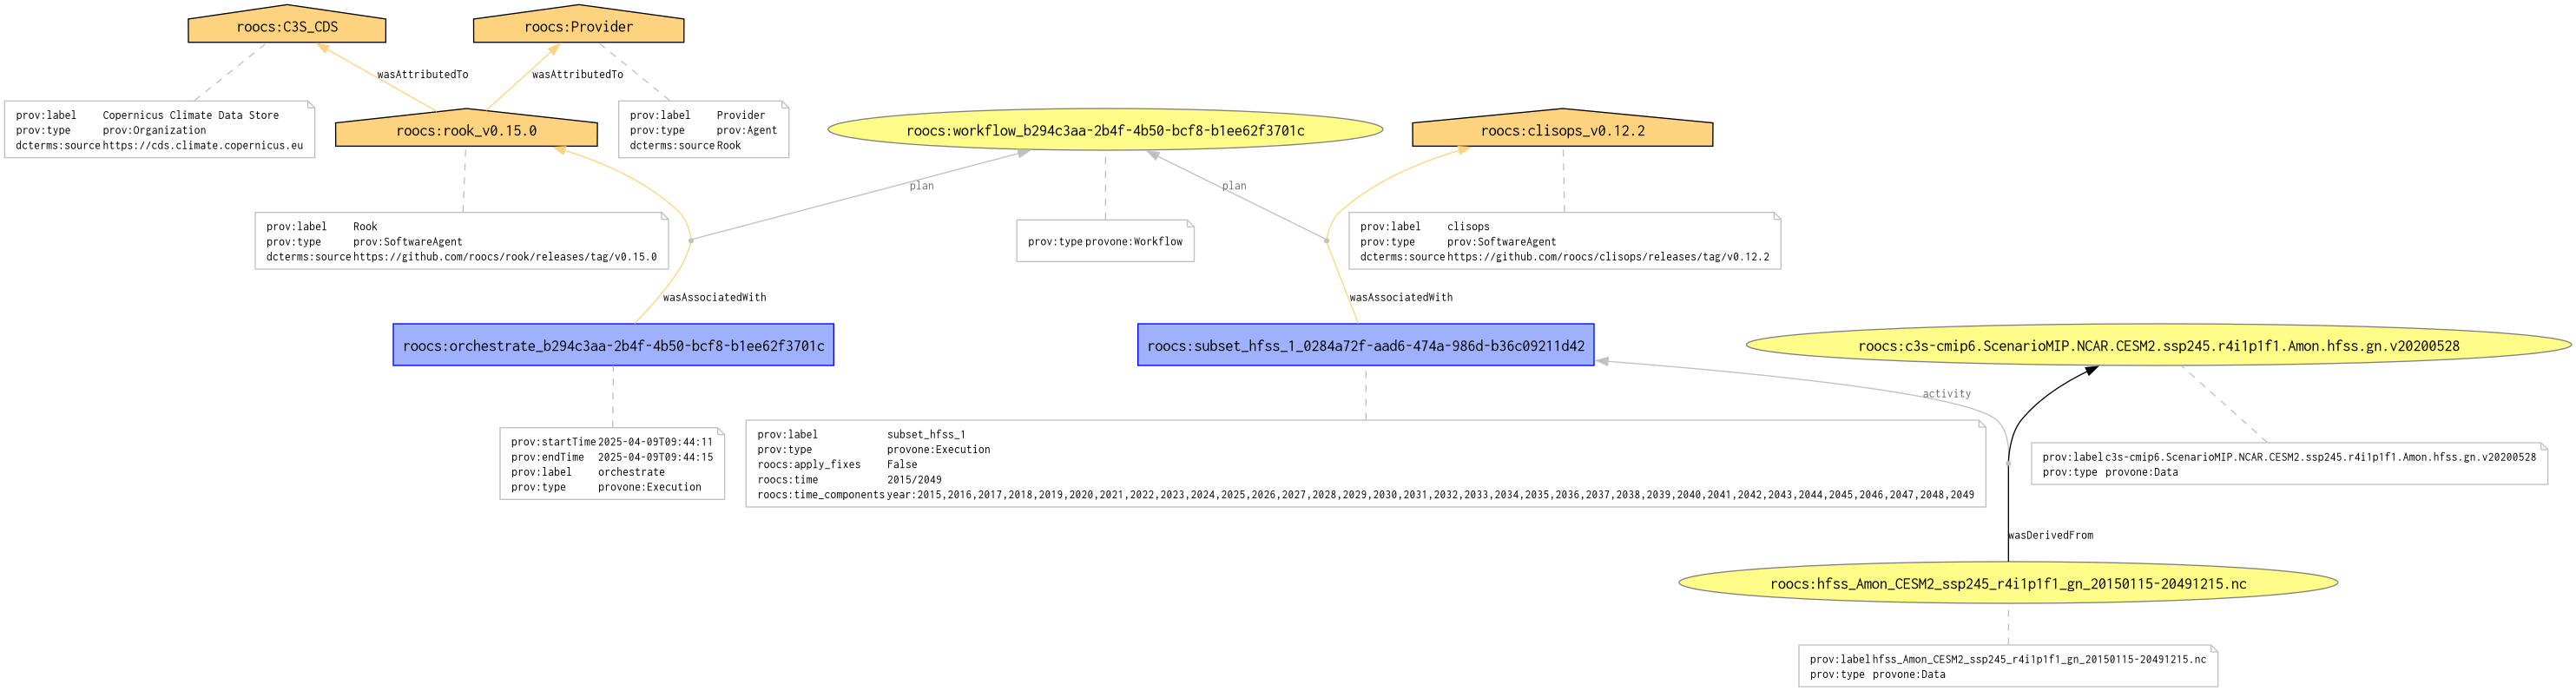 roocs:C3S_CDS
roocs:Provider
wasAttributedTo
wasAttributedTo
prov:label Copernicus Climate Data Store
prov:type prov:Organization
dcterms:source https://cds.climate.copernicus.eu
roocs:rook_v0.15.0
prov:label Provider
prov:type prov:Agent
dcterms:source Rook
roocs:workflow_b294c3aa-2b4f-4b50-bcf8-b1ee62f3701c
roocs:clisops_v0.12.2
plan
plan
prov:label Rook
prov:type prov:SoftwareAgent
dcterms:source https://github.com/roocs/rook/releases/tag/v0.15.0
prov:type provone:Workflow
prov:label clisops
prov:type prov:SoftwareAgent
dcterms:source https://github.com/roocs/clisops/releases/tag/v0.12.2
wasAssociatedWith
wasAssociatedWith
roocs:orchestrate_b294c3aa-2b4f-4b50-bcf8-b1ee62f3701c
roocs:subset_hfss_1_0284a72f-aad6-474a-986d-b36c09211d42
roocs:c3s-cmip6.ScenarioMIP.NCAR.CESM2.ssp245.r4i1p1f1.Amon.hfss.gn.v20200528
activity
prov:startTime 2025-04-09T09:44:11
prov:endTime 2025-04-09T09:44:15
prov:label orchestrate
prov:type provone:Execution
prov:label subset_hfss_1
prov:type provone:Execution
roocs:apply_fixes False
roocs:time 2015/2049
roocs:time_components year:2015,2016,2017,2018,2019,2020,2021,2022,2023,2024,2025,2026,2027,2028,2029,2030,2031,2032,2033,2034,2035,2036,2037,2038,2039,2040,2041,2042,2043,2044,2045,2046,2047,2048,2049
prov:label c3s-cmip6.ScenarioMIP.NCAR.CESM2.ssp245.r4i1p1f1.Amon.hfss.gn.v20200528
prov:type provone:Data
wasDerivedFrom
roocs:hfss_Amon_CESM2_ssp245_r4i1p1f1_gn_20150115-20491215.nc
prov:label hfss_Amon_CESM2_ssp245_r4i1p1f1_gn_20150115-20491215.nc
prov:type provone:Data